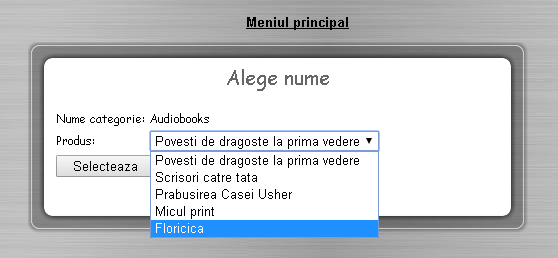 Meniul principal
Alege nume
Nume categorie: Audiobooks
Produs: Povesti de dragoste la prima vedere
Selecteaza Povesti de dragoste la prima vedere
Scrisori catre tata
Prabusirea Casei Usher
Micul print
Floricica